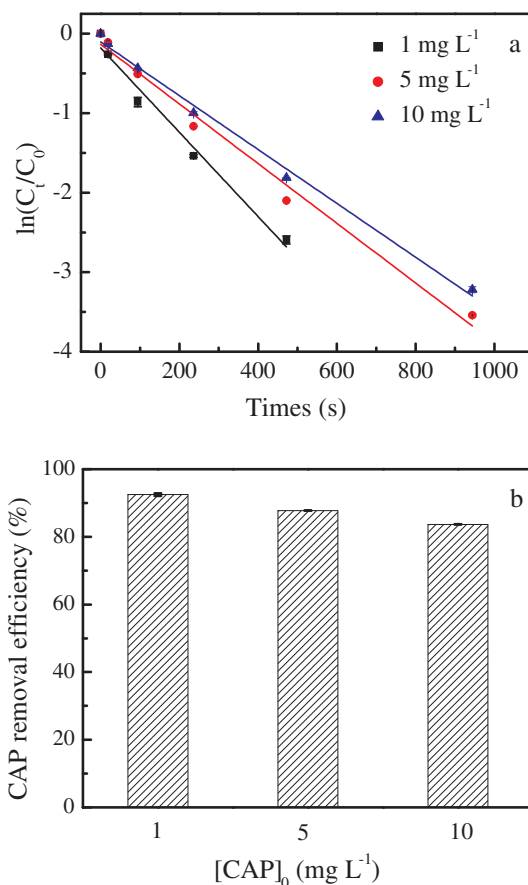 a
1 mg L⁻¹
5 mg L⁻¹
10 mg L⁻¹
0
-1
-2
-3
-4
ln(Cₜ/C₀)
0 200 400 600 800 1000
Times (s)
b
100
80
60
40
20
0
CAP removal efficiency (%)
1 5 10
[CAP]₀ (mg L⁻¹)